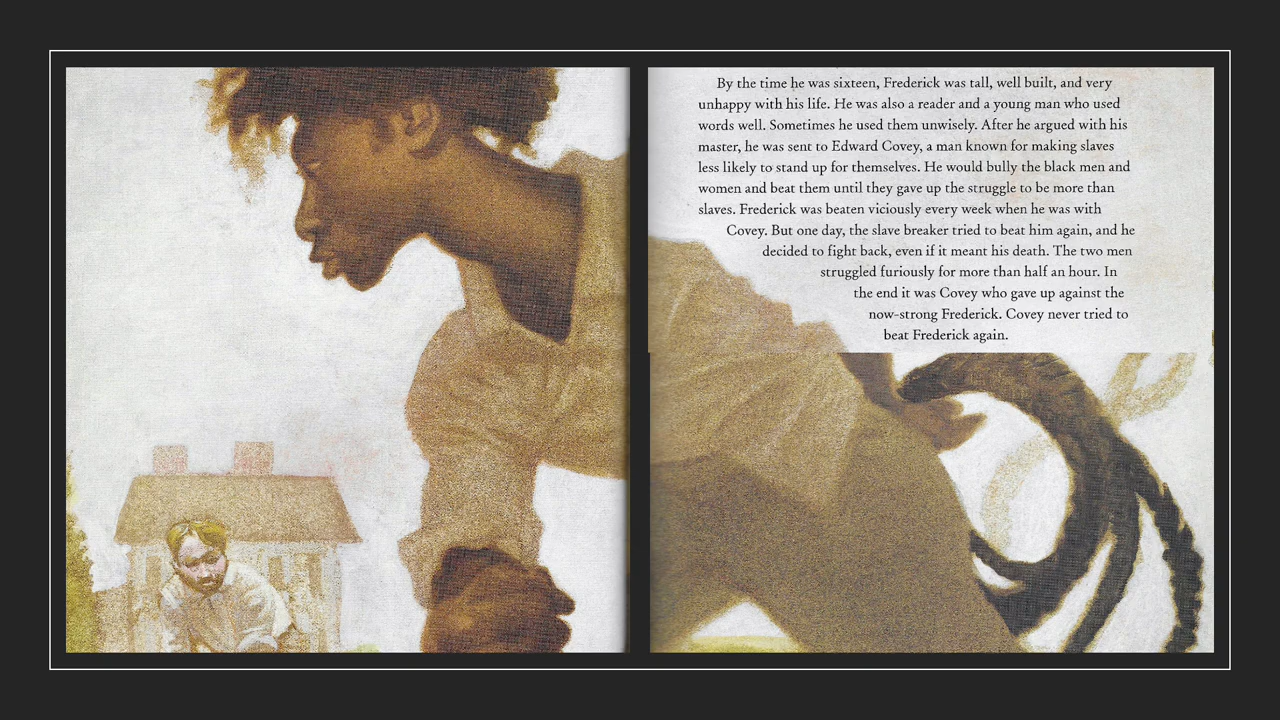 By the time he was sixteen, Frederick was tall, well built, and very
unhappy with his life. He was also a reader and a young man who used
words well. Sometimes he used them unwisely. After he argued with his
master, he was sent to Edward Covey, a man known for making slaves
less likely to stand up for themselves. He would bully the black men and
women and beat them until they gave up the struggle to be more than
slaves. Frederick was beaten viciously every week when he was with
Covey. But one day, the slave breaker tried to beat him again, and he
decided to fight back, even if it meant his death. The two men
struggled furiously for more than half an hour. In
the end it was Covey who gave up against the
now-strong Frederick. Covey never tried to
beat Frederick again.